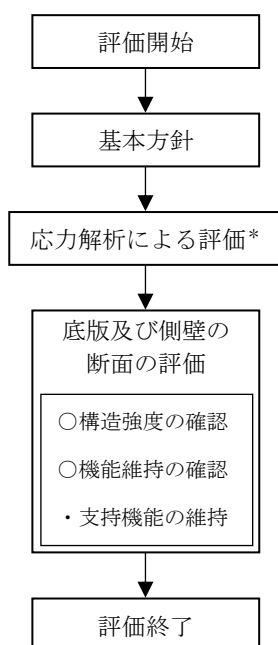 評価開始
基本方針
応力解析による評価*
底版及び側壁の
断面の評価
○構造強度の確認
○機能維持の確認
・支持機能の維持
評価終了